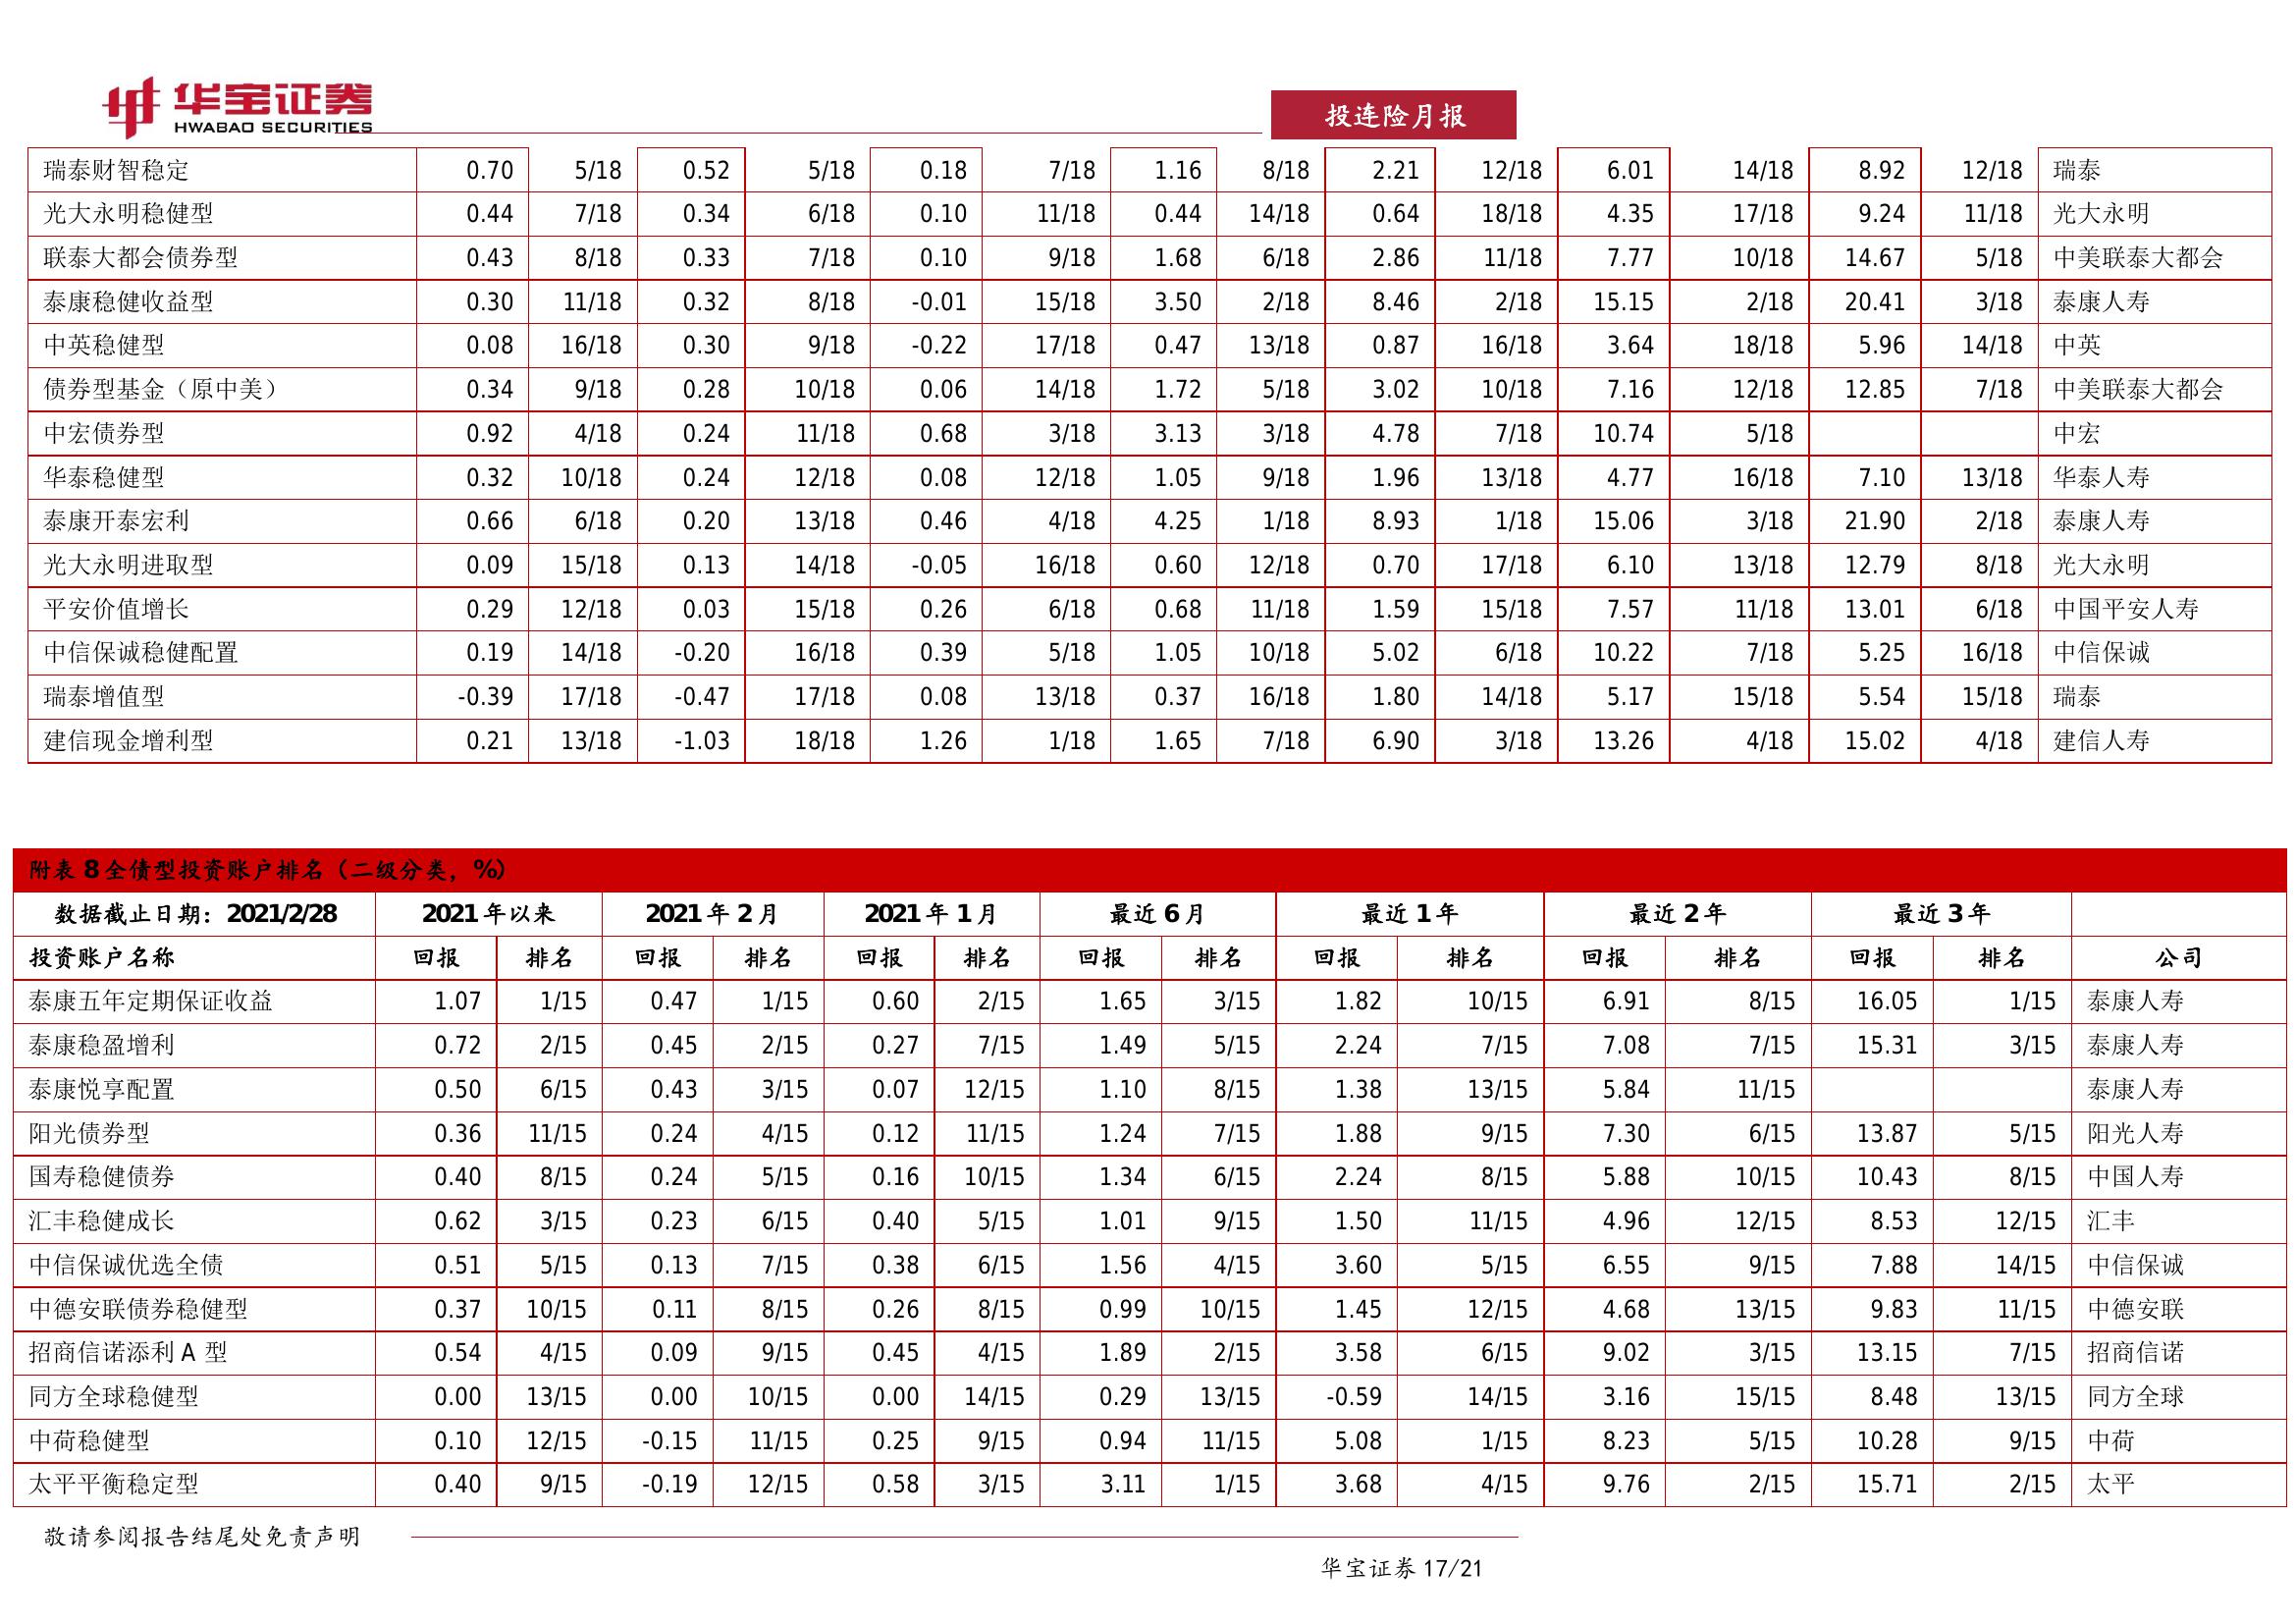 华宝证券
HWABAO SECURITIES
投连险月报
瑞泰财智稳定 0.70 5/18 0.52 5/18 0.18 7/18 1.16 8/18 2.21 12/18 6.01 14/18 8.92 12/18 瑞泰
光大永明稳健型 0.44 7/18 0.34 6/18 0.10 11/18 0.44 14/18 0.64 18/18 4.35 17/18 9.24 11/18 光大永明
联泰大都会债券型 0.43 8/18 0.33 7/18 0.10 9/18 1.68 6/18 2.86 11/18 7.77 10/18 14.67 5/18 中美联泰大都会
泰康稳健收益型 0.30 11/18 0.32 8/18 -0.01 15/18 3.50 2/18 8.46 2/18 15.15 2/18 20.41 3/18 泰康人寿
中英稳健型 0.08 16/18 0.30 9/18 -0.22 17/18 0.47 13/18 0.87 16/18 3.64 18/18 5.96 14/18 中英
债券型基金（原中美） 0.34 9/18 0.28 10/18 0.06 14/18 1.72 5/18 3.02 10/18 7.16 12/18 12.85 7/18 中美联泰大都会
中宏债券型 0.92 4/18 0.24 11/18 0.68 3/18 3.13 3/18 4.78 7/18 10.74 5/18 中宏
华泰稳健型 0.32 10/18 0.24 12/18 0.08 12/18 1.05 9/18 1.96 13/18 4.77 16/18 7.10 13/18 华泰人寿
泰康开泰宏利 0.66 6/18 0.20 13/18 0.46 4/18 4.25 1/18 8.93 1/18 15.06 3/18 21.90 2/18 泰康人寿
光大永明进取型 0.09 15/18 0.13 14/18 -0.05 16/18 0.60 12/18 0.70 17/18 6.10 13/18 12.79 8/18 光大永明
平安价值增长 0.29 12/18 0.03 15/18 0.26 6/18 0.68 11/18 1.59 15/18 7.57 11/18 13.01 6/18 中国平安人寿
中信保诚稳健配置 0.19 14/18 -0.20 16/18 0.39 5/18 1.05 10/18 5.02 6/18 10.22 7/18 5.25 16/18 中信保诚
瑞泰增值型 -0.39 17/18 -0.47 17/18 0.08 13/18 0.37 16/18 1.80 14/18 5.17 15/18 5.54 15/18 瑞泰
建信现金增利型 0.21 13/18 -1.03 18/18 1.26 1/18 1.65 7/18 6.90 3/18 13.26 4/18 15.02 4/18 建信人寿
附表 8 全债型投资账户排名（二级分类，%）
数据截止日期：2021/2/28 2021 年以来 2021 年 2 月 2021 年 1 月 最近 6 月 最近 1 年 最近 2 年 最近 3 年
投资账户名称 回报 排名 回报 排名 回报 排名 回报 排名 回报 排名 回报 排名 回报 排名 公司
泰康五年定期保证收益 1.07 1/15 0.47 1/15 0.60 2/15 1.65 3/15 1.82 10/15 6.91 8/15 16.05 1/15 泰康人寿
泰康稳盈增利 0.72 2/15 0.45 2/15 0.27 7/15 1.49 5/15 2.24 7/15 7.08 7/15 15.31 3/15 泰康人寿
泰康悦享配置 0.50 6/15 0.43 3/15 0.07 12/15 1.10 8/15 1.38 13/15 5.84 11/15 泰康人寿
阳光债券型 0.36 11/15 0.24 4/15 0.12 11/15 1.24 7/15 1.88 9/15 7.30 6/15 13.87 5/15 阳光人寿
国寿稳健债券 0.40 8/15 0.24 5/15 0.16 10/15 1.34 6/15 2.24 8/15 5.88 10/15 10.43 8/15 中国人寿
汇丰稳健成长 0.62 3/15 0.23 6/15 0.40 5/15 1.01 9/15 1.50 11/15 4.96 12/15 8.53 12/15 汇丰
中信保诚优选全债 0.51 5/15 0.13 7/15 0.38 6/15 1.56 4/15 3.60 5/15 6.55 9/15 7.88 14/15 中信保诚
中德安联债券稳健型 0.37 10/15 0.11 8/15 0.26 8/15 0.99 10/15 1.45 12/15 4.68 13/15 9.83 11/15 中德安联
招商信诺添利 A 型 0.54 4/15 0.09 9/15 0.45 4/15 1.89 2/15 3.58 6/15 9.02 3/15 13.15 7/15 招商信诺
同方全球稳健型 0.00 13/15 0.00 10/15 0.00 14/15 0.29 13/15 -0.59 14/15 3.16 15/15 8.48 13/15 同方全球
中荷稳健型 0.10 12/15 -0.15 11/15 0.25 9/15 0.94 11/15 5.08 1/15 8.23 5/15 10.28 9/15 中荷
太平平衡稳定型 0.40 9/15 -0.19 12/15 0.58 3/15 3.11 1/15 3.68 4/15 9.76 2/15 15.71 2/15 太平
敬请参阅报告结尾处免责声明
华宝证券 17/21